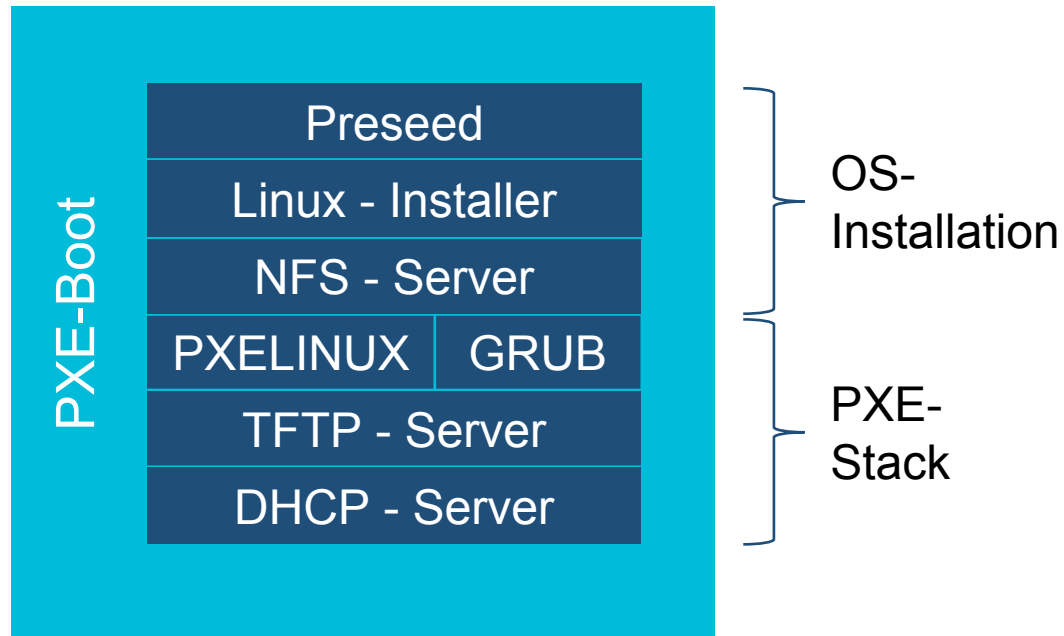 PXE-Boot
Preseed
Linux - Installer
NFS - Server
PXELINUX
GRUB
TFTP - Server
DHCP - Server
OS-
Installation
PXE-
Stack